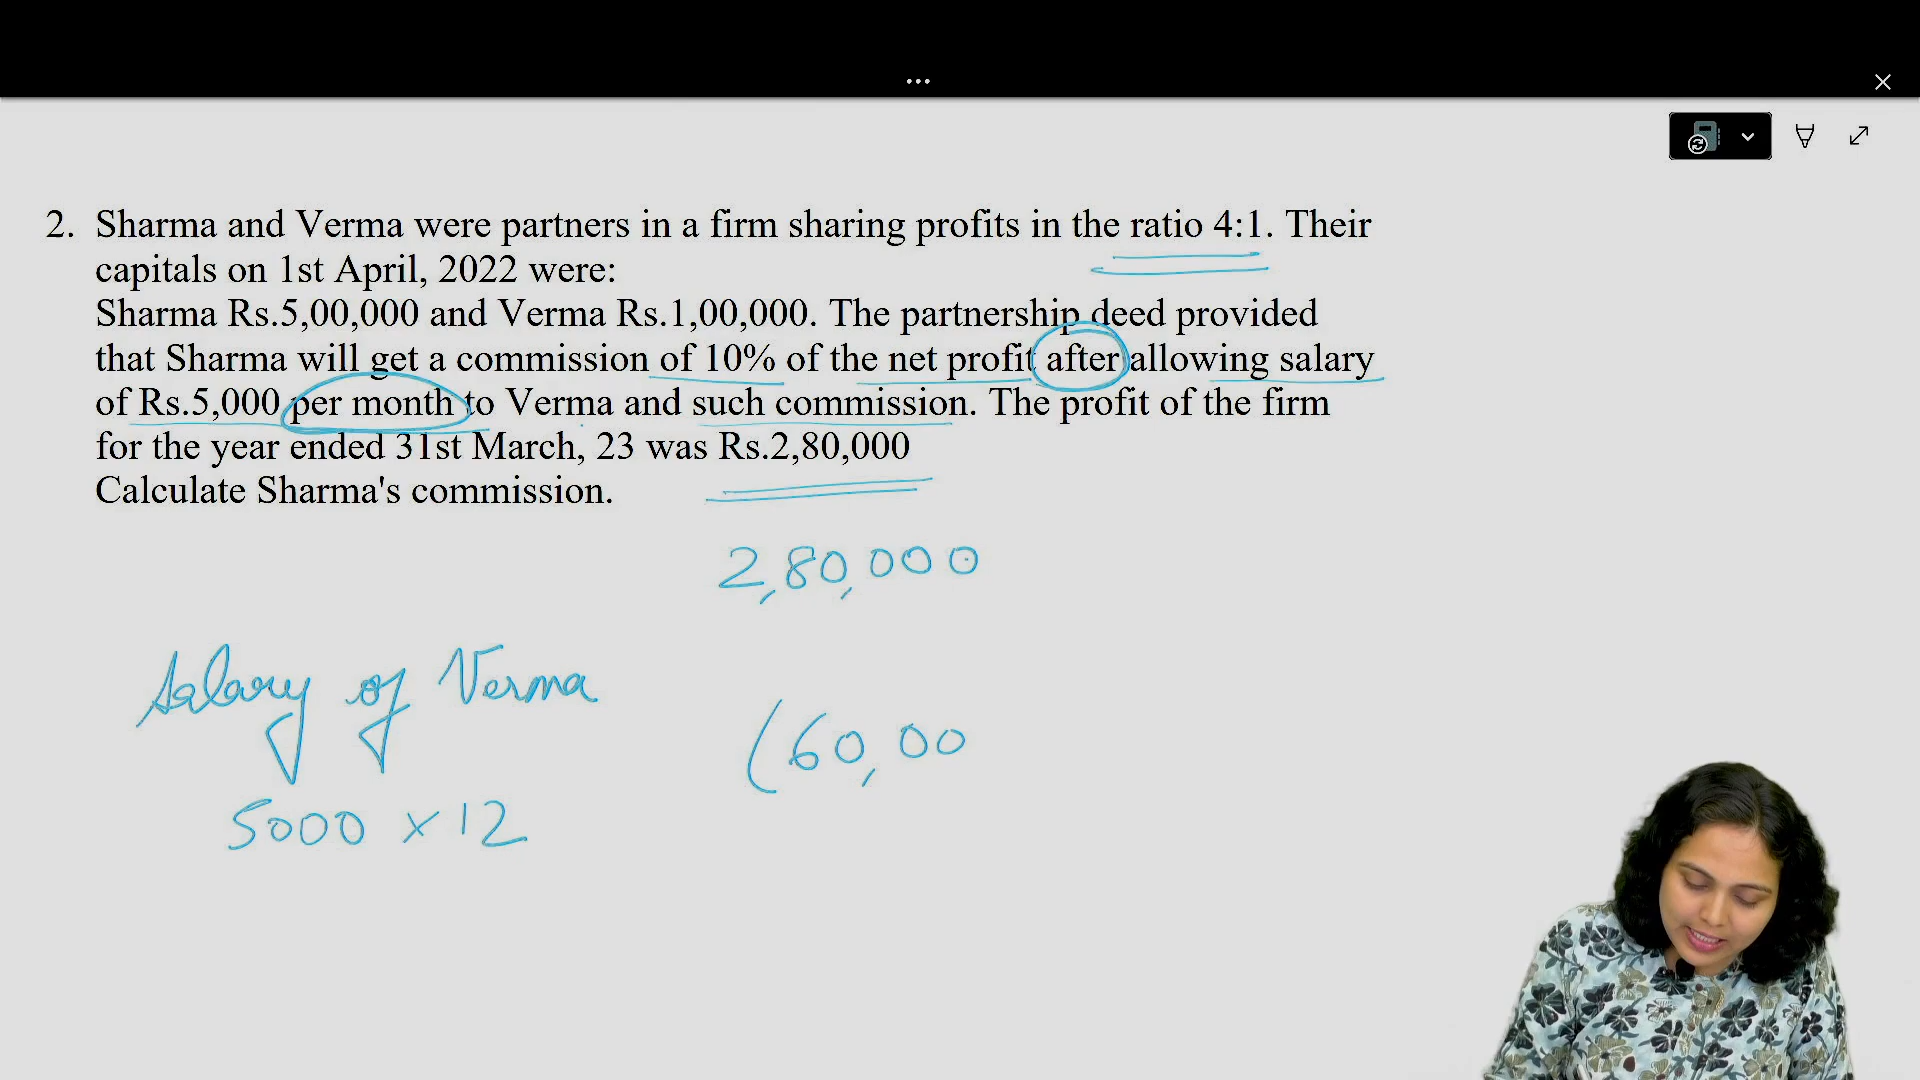 2. Sharma and Verma were partners in a firm sharing profits in the ratio 4:1. Their
capitals on 1st April, 2022 were:
Sharma Rs.5,00,000 and Verma Rs.1,00,000. The partnership deed provided
that Sharma will get a commission of 10% of the net profit after allowing salary
of Rs.5,000 per month to Verma and such commission. The profit of the firm
for the year ended 31st March, 23 was Rs.2,80,000
Calculate Sharma's commission.
2,80,000
Salary of Verma
(60,00
5000 × 12